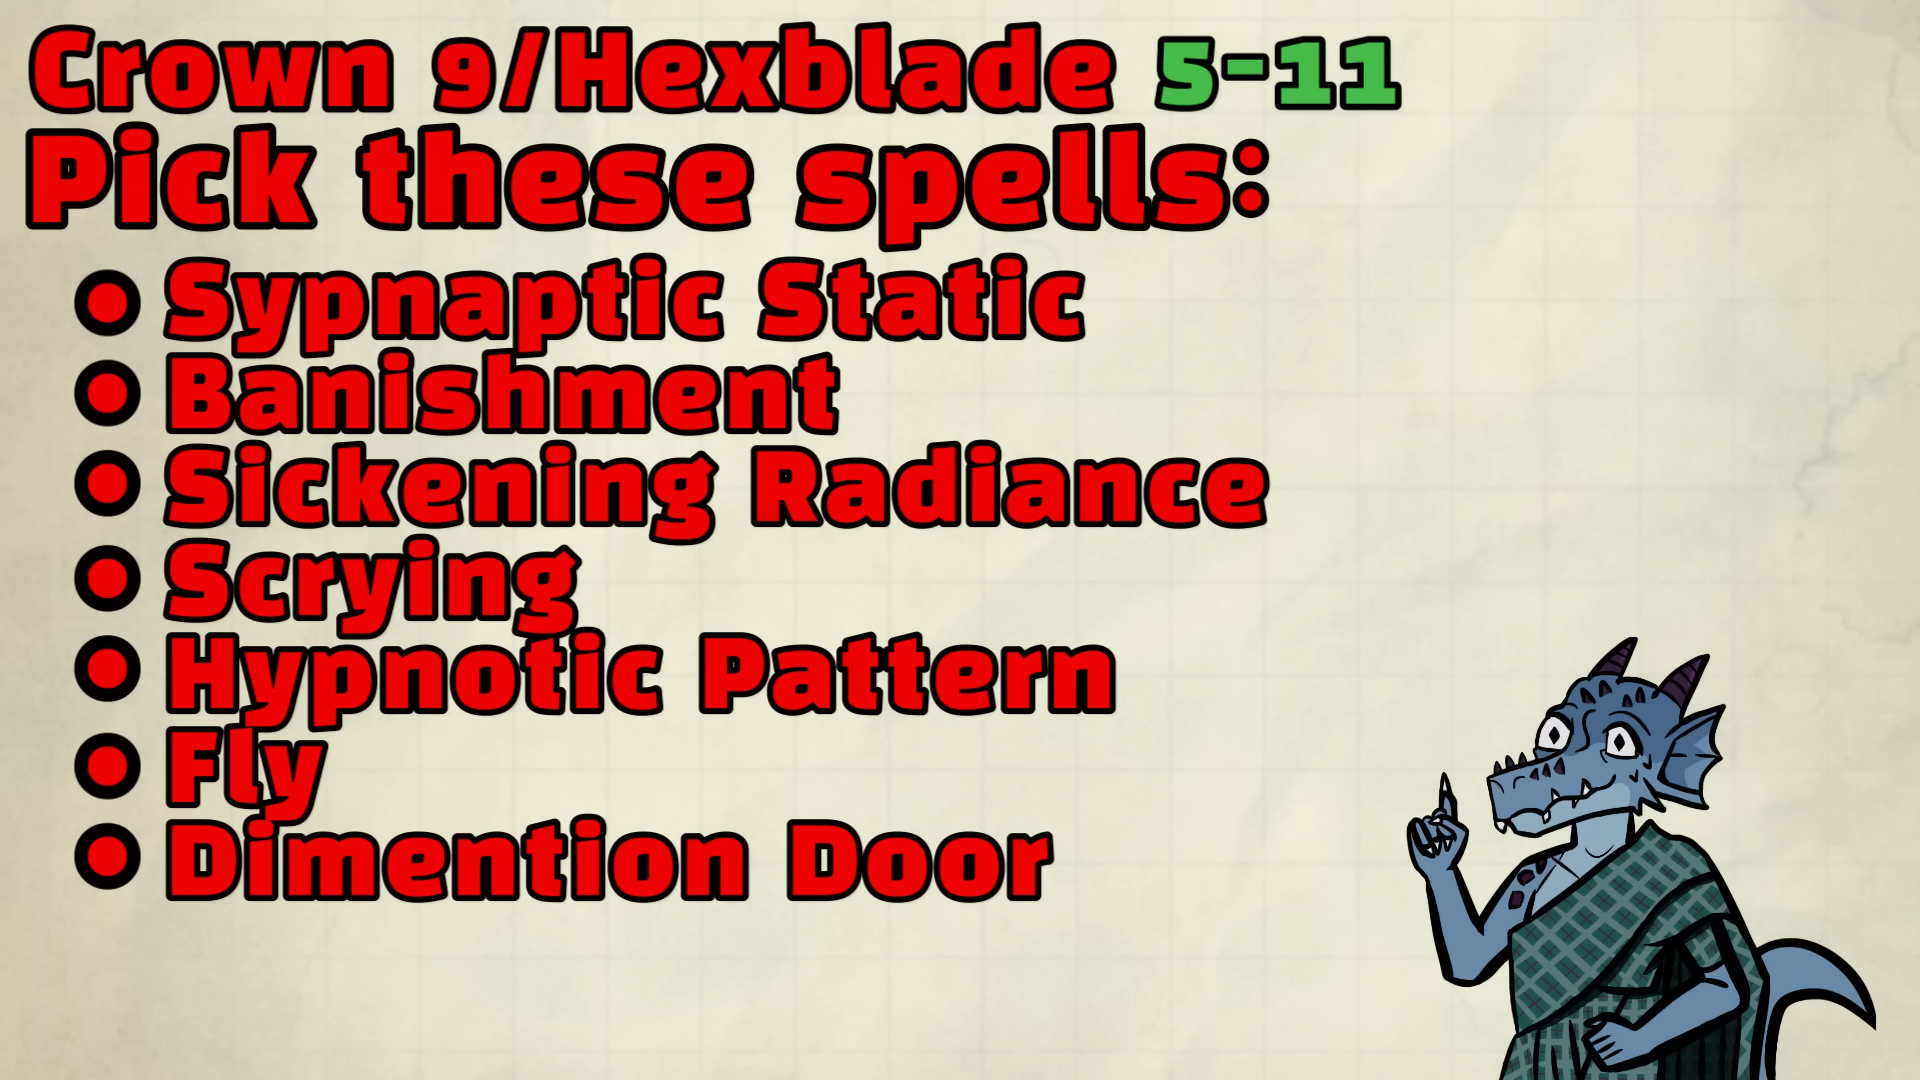 Crown 9/Hexblade 5-11
Pick these spells:
Sypnaptic Static
Banishment
Sickening Radiance
Scrying
Hypnotic Pattern
Fly
Dimention Door